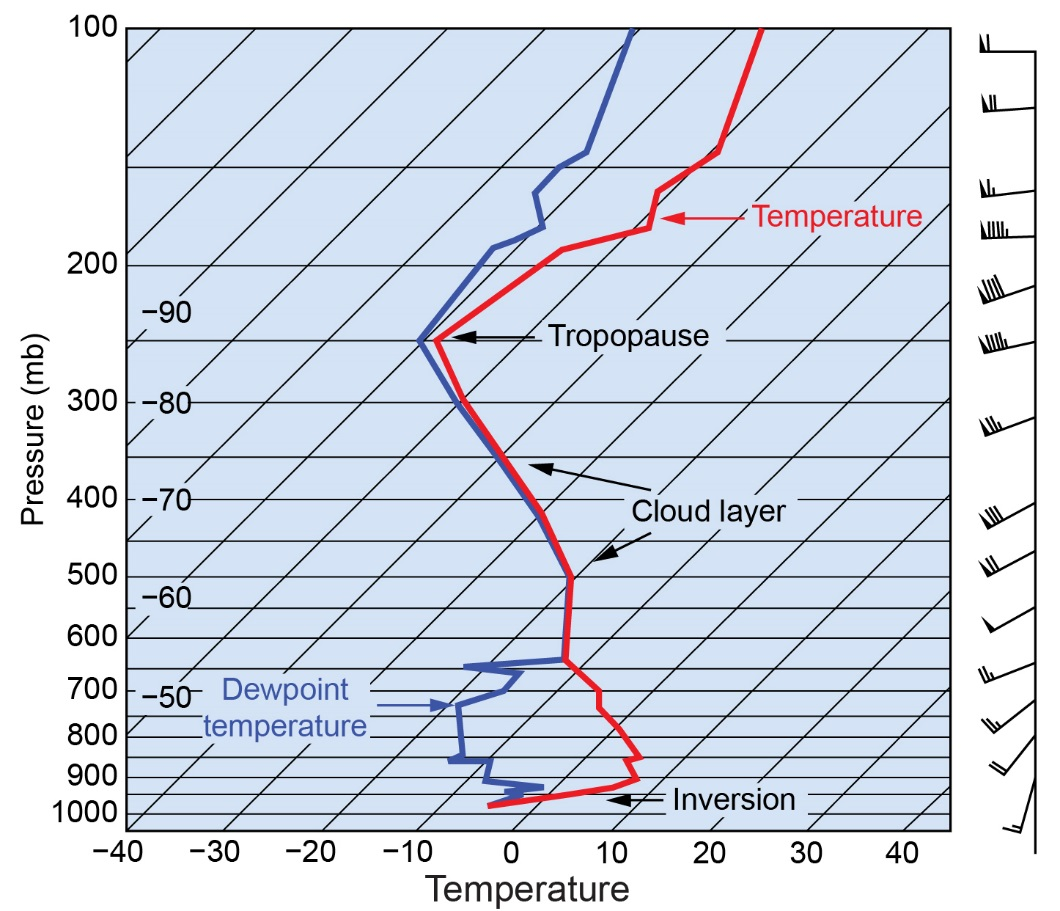 100
200
300
400
500
600
700
800
900
1000
Pressure (mb)
−90
−80
−70
−60
−50
Temperature
Tropopause
Cloud layer
Dewpoint
temperature
Inversion
−40 −30 −20 −10 0 10 20 30 40
Temperature